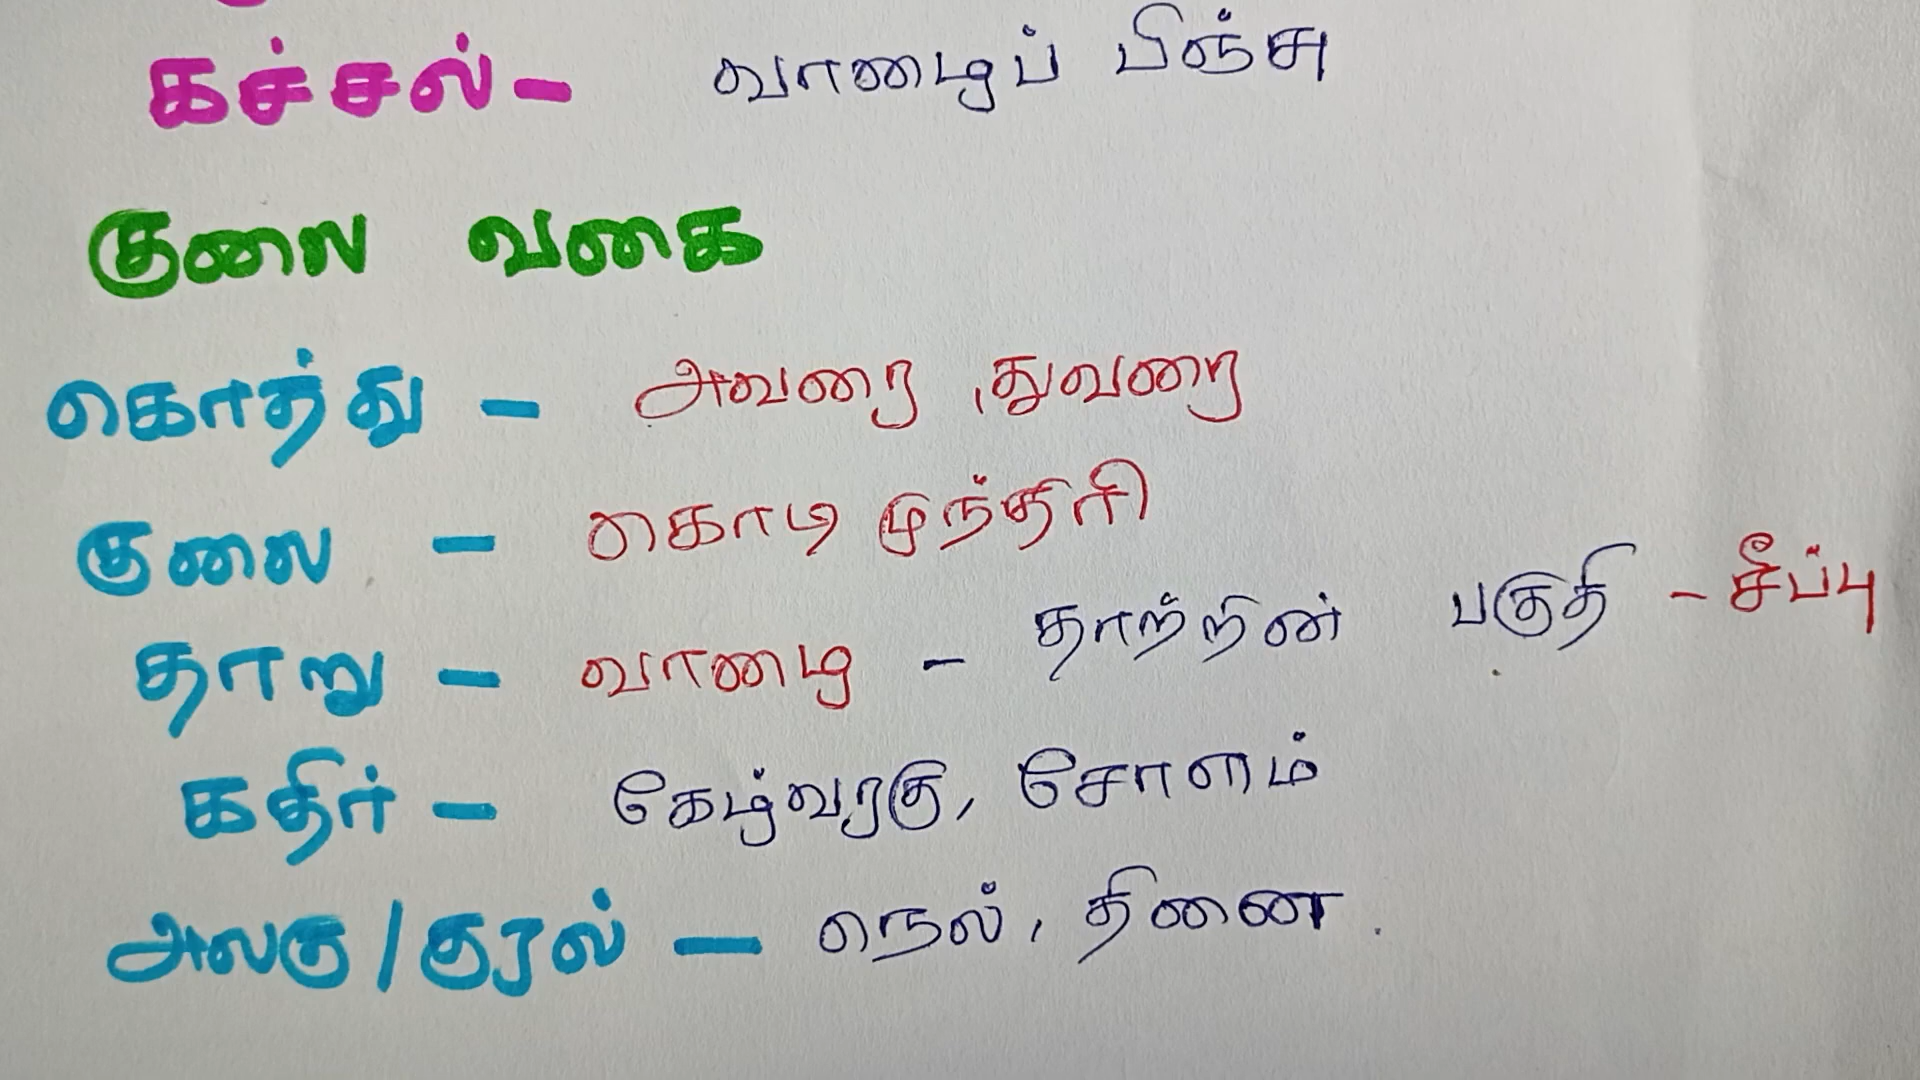 கச்சல் - வாழைப் பிஞ்சு
குலை வகை
கொத்து - அவரை, துவரை
குலை - கொடி முந்திரி
தாறு - வாழை - தாற்றின் பகுதி - சீப்பு
கதிர் - கேழ்வரகு, சோளம்
அலகு / குரல் - நெல், தினை.